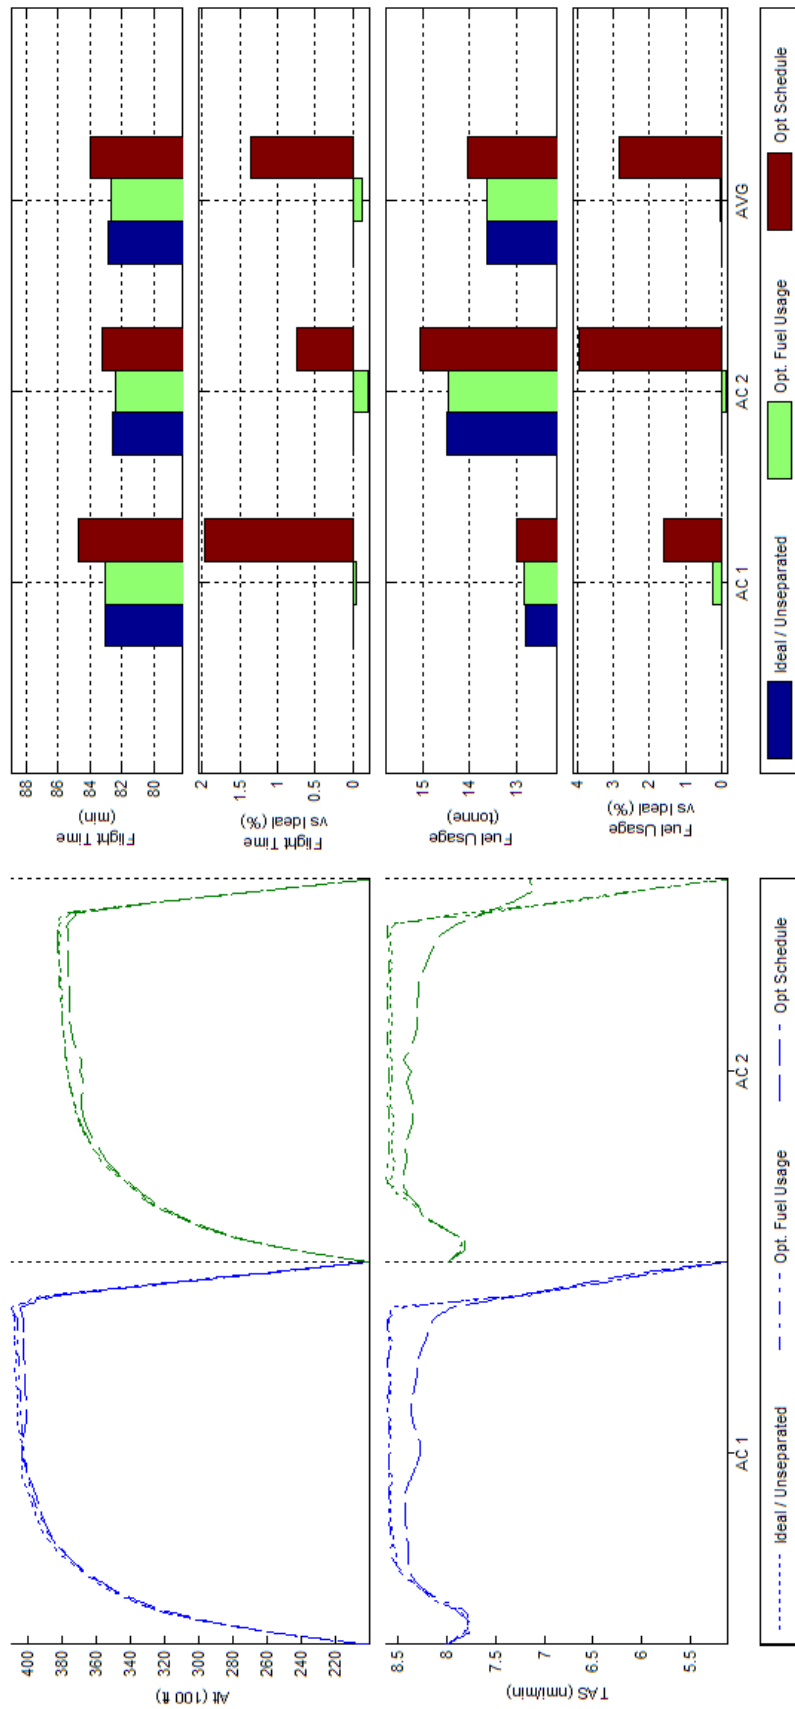 Alt (100 ft)
400
380
360
340
320
300
280
260
240
220
TAS (nmi/min)
8.5
8
7.5
7
6.5
6
5.5
AC 1
AC 2
Ideal / Unseparated
Opt. Fuel Usage
Opt Schedule
Flight Time
(min)
88
86
84
82
80
Flight Time
vs Ideal (%)
2
1.5
1
0.5
0
Fuel Usage
(tonne)
15
14
13
Fuel Usage
vs Ideal (%)
4
3
2
1
0
AC 1
AC 2
AVG
Ideal / Unseparated
Opt. Fuel Usage
Opt Schedule